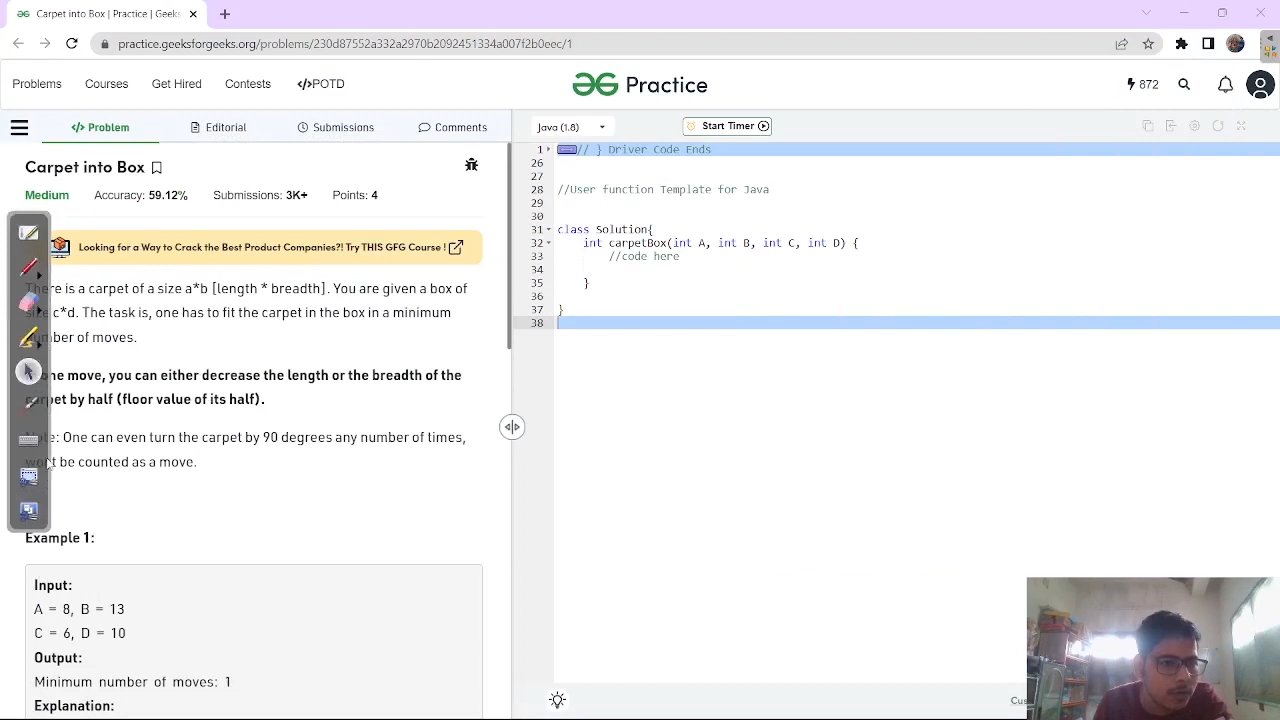 Carpet into Box | Practice | Geeks
practice.geeksforgeeks.org/problems/230d87552a332a2970b2092451334a007f2b0eec/1
Problems Courses Get Hired Contests </>POTD
Practice
872
</> Problem Editorial Submissions Comments
Java (1.8) Start Timer
Carpet into Box
Medium Accuracy: 59.12% Submissions: 3K+ Points: 4
Looking for a Way to Crack the Best Product Companies?! Try THIS GFG Course !
There is a carpet of a size a*b [length * breadth]. You are given a box of
size c*d. The task is, one has to fit the carpet in the box in a minimum
number of moves.
one move, you can either decrease the length or the breadth of the
carpet by half (floor value of its half).
Note: One can even turn the carpet by 90 degrees any number of times,
won't be counted as a move.
Example 1:
Input:
A = 8, B = 13
C = 6, D = 10
Output:
Minimum number of moves: 1
Explanation:
1 // } Driver Code Ends
26
27
28 //User function Template for Java
29
30
31 class Solution{
32 int carpetBox(int A, int B, int C, int D) {
33 //code here
34
35 }
36
37 }
38
Cus